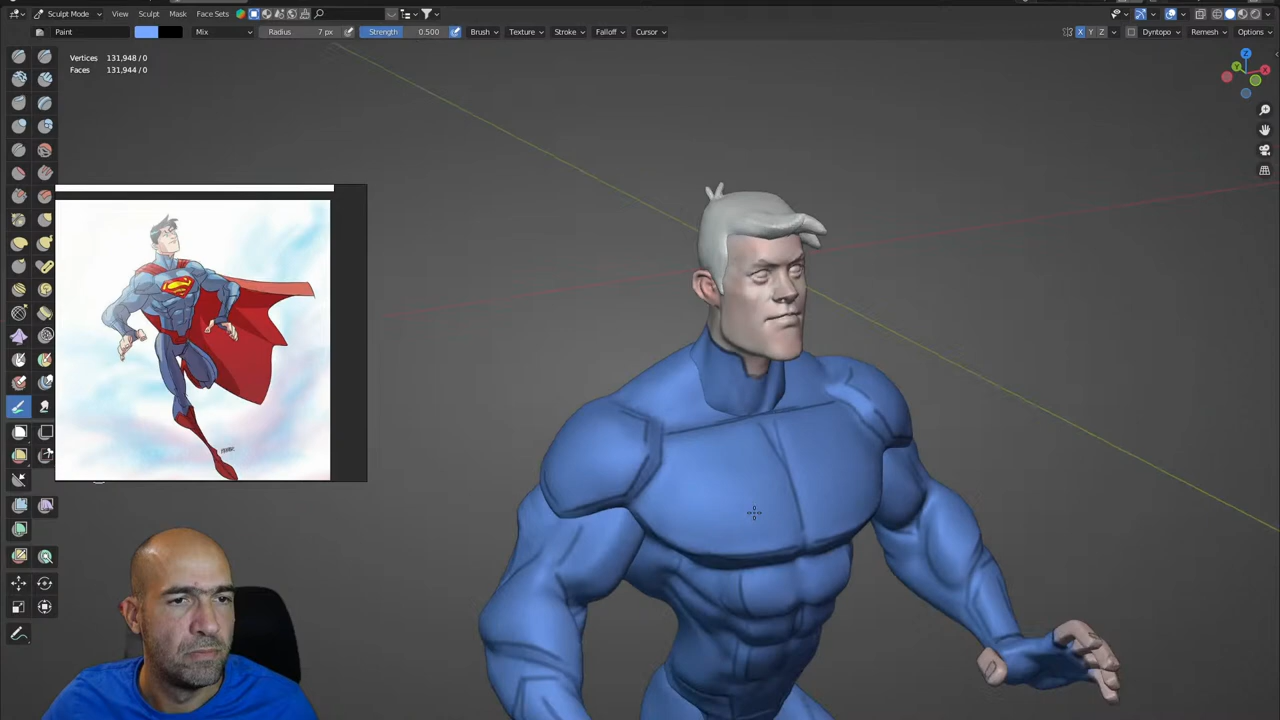 Sculpt Mode View Sculpt Mask Face Sets
Paint Mix Radius 7 px Strength 0.500 Brush Texture Stroke Falloff Cursor X Y Z Dyntopo Remesh Options
Vertices 131,948 / 0
Faces 131,944 / 0
Z
Y
X